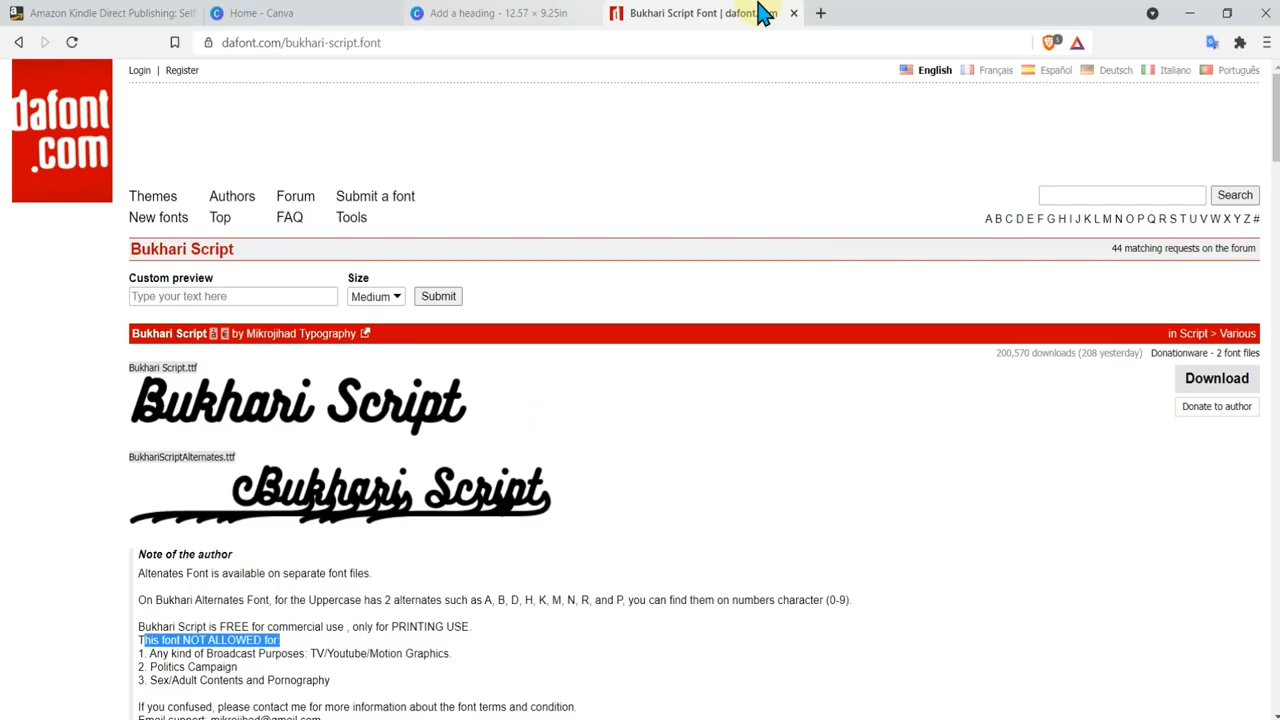 Amazon Kindle Direct Publishing: Self
Home - Canva
Add a heading - 12.57 × 9.25in
Bukhari Script Font | dafont.com
dafont.com/bukhari-script.font
Login | Register
English Français Español Deutsch Italiano Português
dafont
.com
Themes Authors Forum Submit a font
New fonts Top FAQ Tools
Search
A B C D E F G H I J K L M N O P Q R S T U V W X Y Z #
Bukhari Script
44 matching requests on the forum
Custom preview Size
Type your text here Medium Submit
Bukhari Script à € by Mikrojihad Typography
in Script > Various
200,570 downloads (208 yesterday) Donationware - 2 font files
Bukhari Script.ttf
Download
Bukhari Script
Donate to author
BukhariScriptAlternates.ttf
Bukhari Script
Note of the author
Altenates Font is available on separate font files.
On Bukhari Alternates Font, for the Uppercase has 2 alternates such as A, B, D, H, K, M, N, R, and P, you can find them on numbers character (0-9).
Bukhari Script is FREE for commercial use , only for PRINTING USE.
This font NOT ALLOWED for:
1. Any kind of Broadcast Purposes: TV/Youtube/Motion Graphics.
2. Politics Campaign
3. Sex/Adult Contents and Pornography
If you confused, please contact me for more information about the font terms and condition.
Email support: mikrojihad@gmail.com